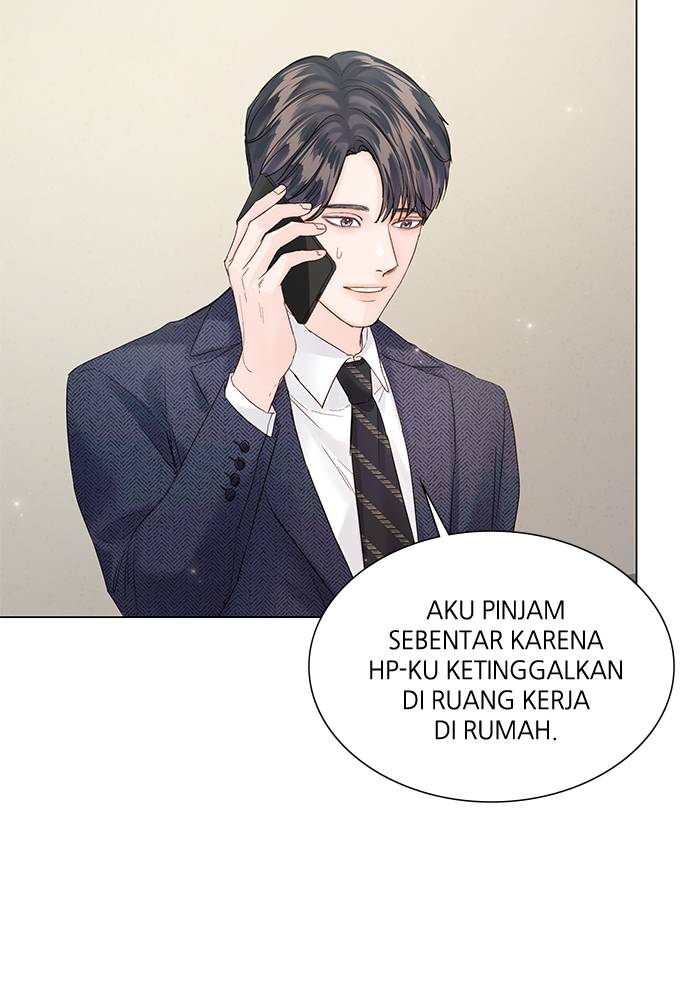 AKU PINJAM
SEBENTAR KARENA
HP-KU KETINGGALKAN
DI RUANG KERJA
DI RUMAH.